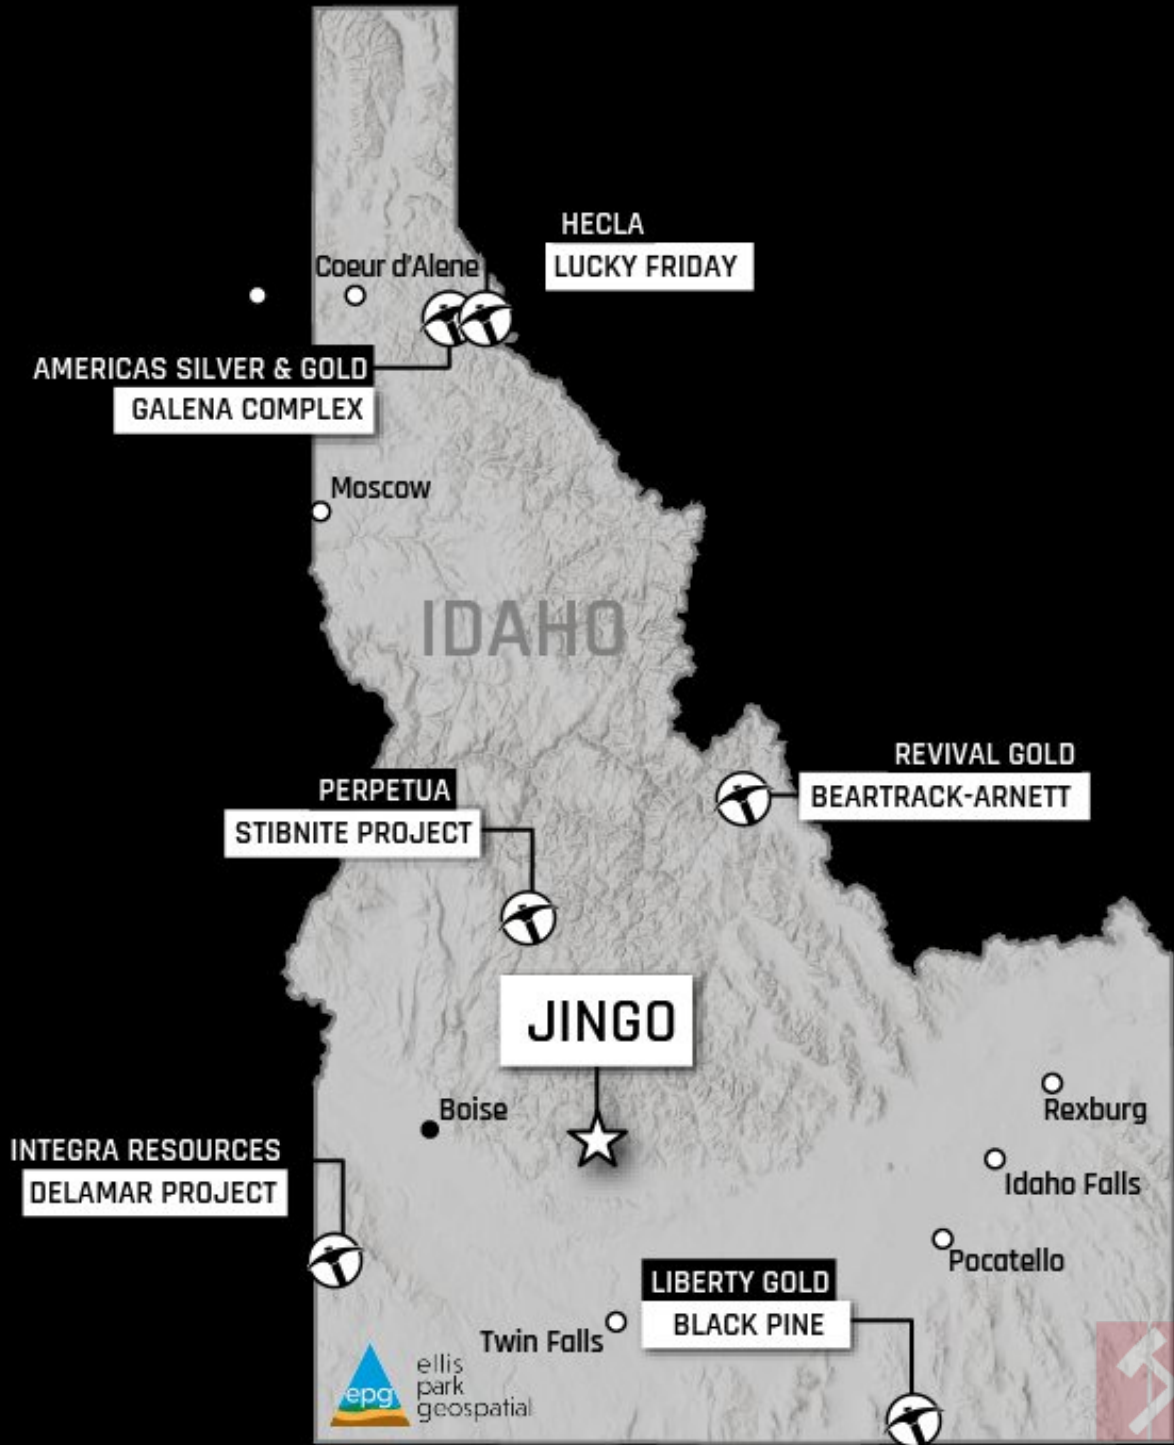 HECLA
LUCKY FRIDAY
Coeur d'Alene
AMERICAS SILVER & GOLD
GALENA COMPLEX
Moscow
IDAHO
REVIVAL GOLD
BEARTRACK-ARNETT
PERPETUA
STIBNITE PROJECT
JINGO
Boise
Rexburg
INTEGRA RESOURCES
DELAMAR PROJECT
Idaho Falls
Pocatello
LIBERTY GOLD
BLACK PINE
Twin Falls
epg
ellis
park
geospatial